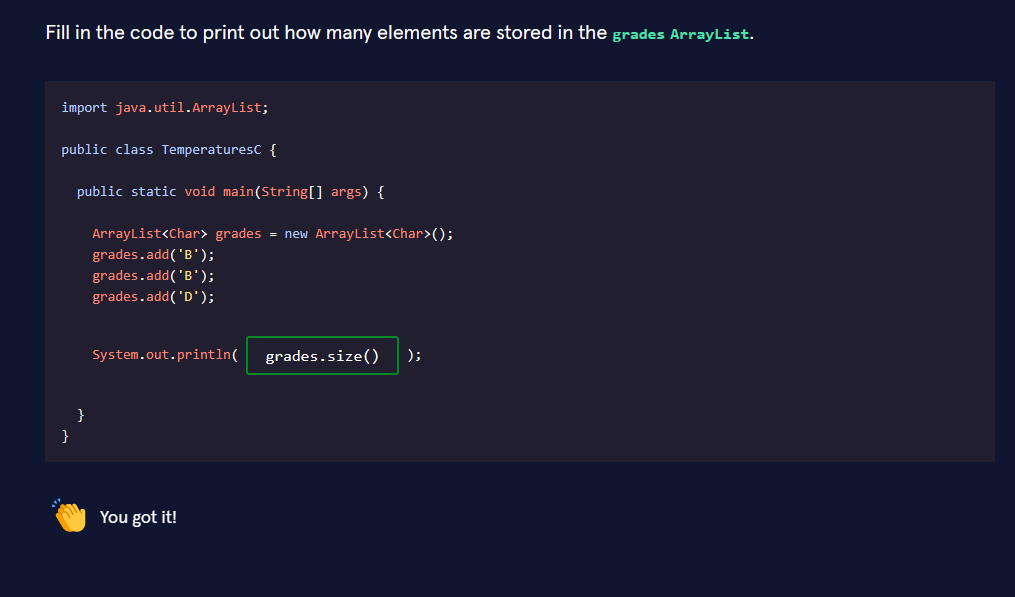 Fill in the code to print out how many elements are stored in the grades ArrayList.
import java.util.ArrayList;
public class TemperaturesC {
public static void main(String[] args) {
ArrayList<Char> grades = new ArrayList<Char>();
grades.add('B');
grades.add('B');
grades.add('D');
System.out.println( grades.size() );
}
}
You got it!